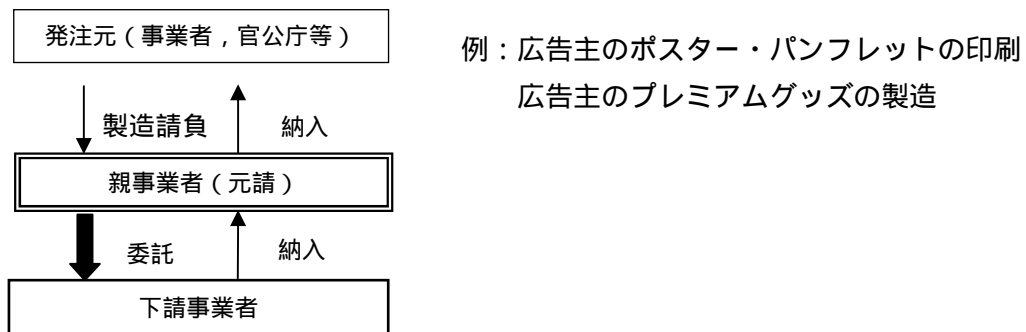 発注元（事業者，官公庁等）
例：広告主のポスター・パンフレットの印刷
広告主のプレミアムグッズの製造
製造請負
納入
親事業者（元請）
委託
納入
下請事業者